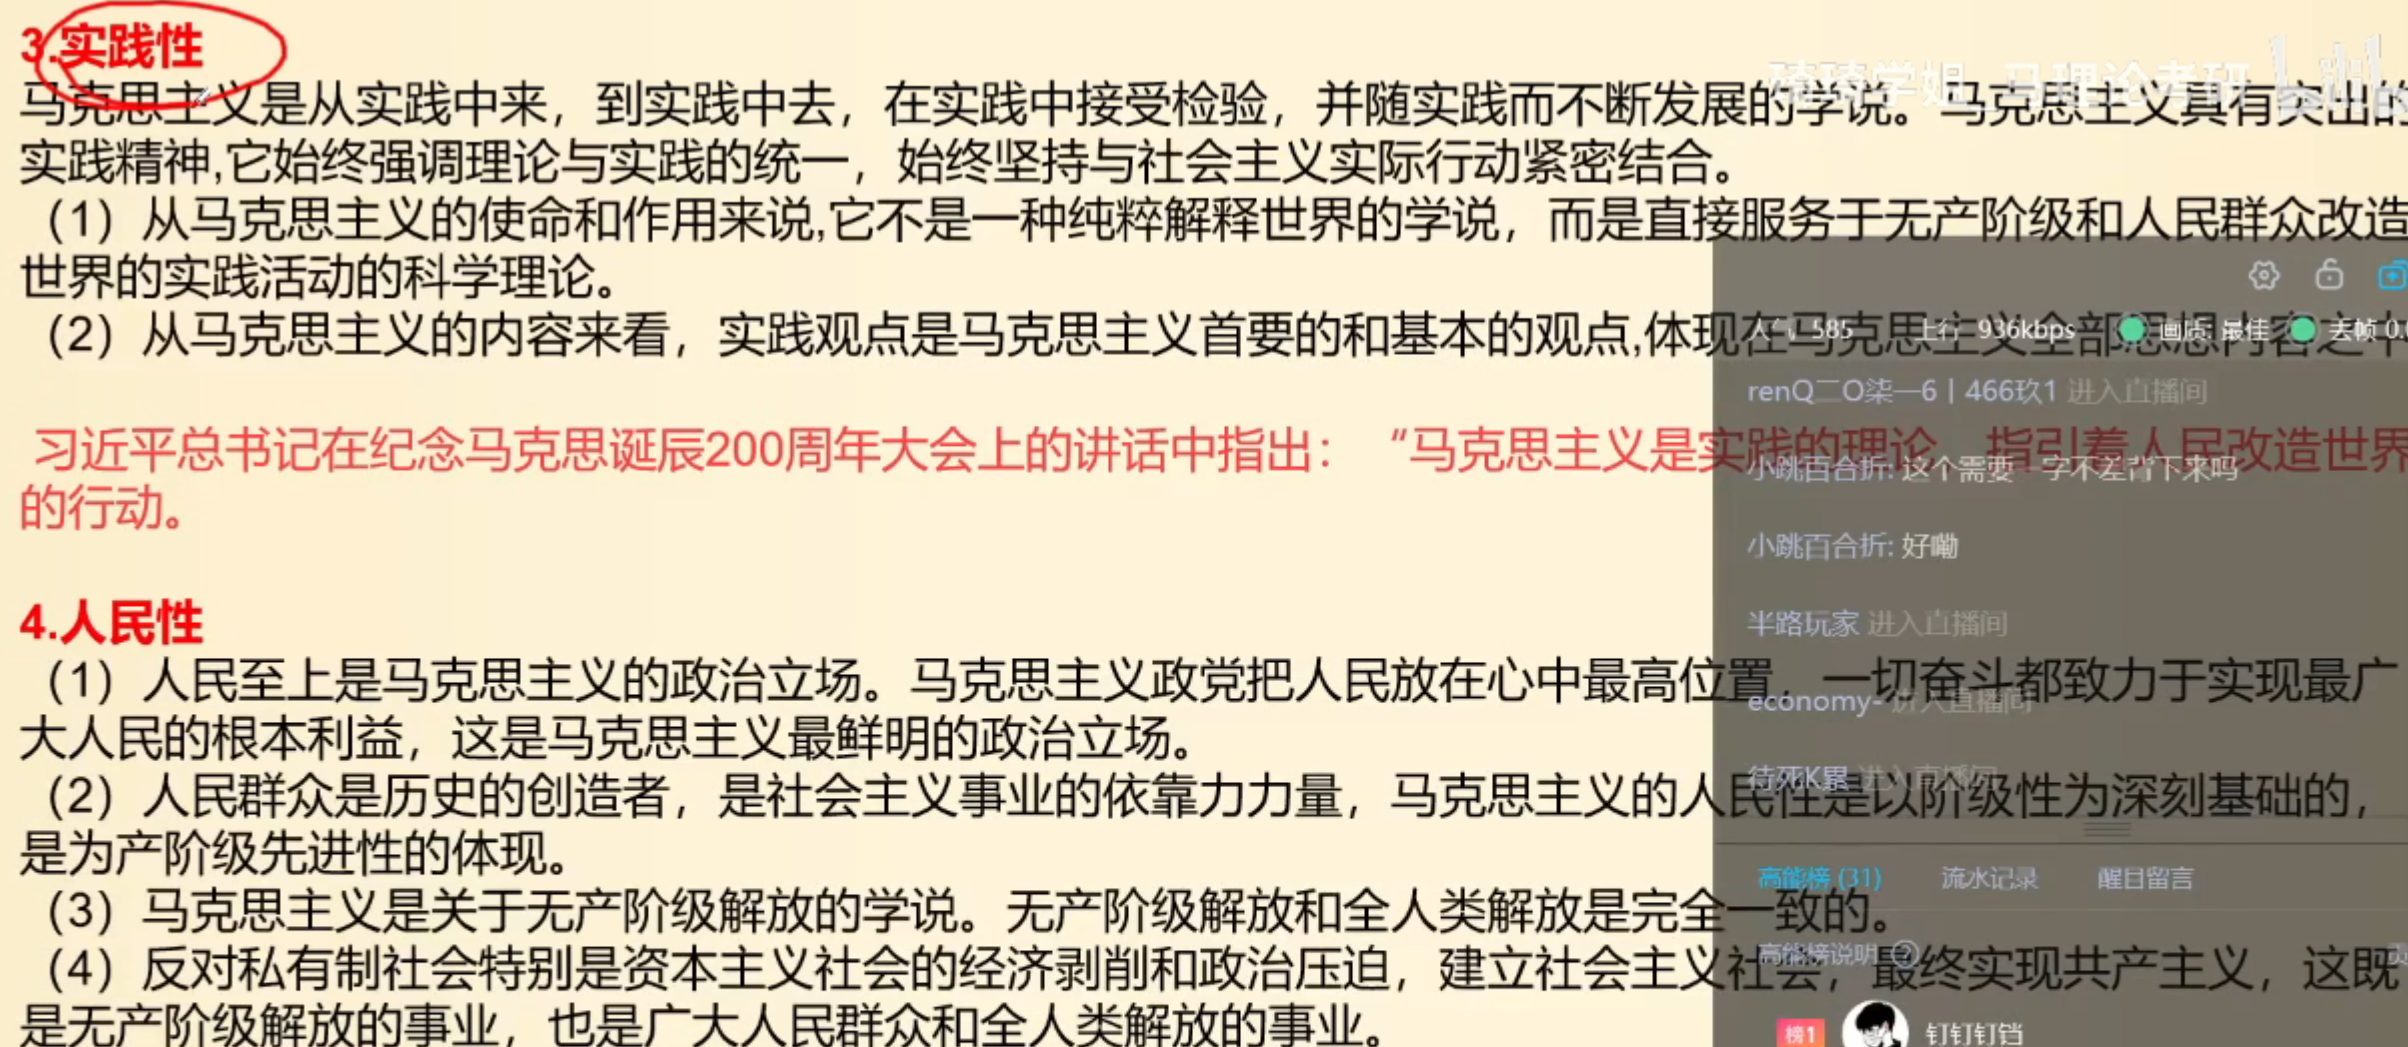 3.实践性
骑骑学姐 马理论考研
马克思主义是从实践中来，到实践中去，在实践中接受检验，并随实践而不断发展的学说。马克思主义具有突出的
实践精神,它始终强调理论与实践的统一，始终坚持与社会主义实际行动紧密结合。
（1）从马克思主义的使命和作用来说,它不是一种纯粹解释世界的学说，而是直接服务于无产阶级和人民群众改造
世界的实践活动的科学理论。
（2）从马克思主义的内容来看，实践观点是马克思主义首要的和基本的观点,体现在马克思主义全部思想内容之中
585 上行 936kbps 画质: 最佳 丢帧 0.
renQ二O柒一6丨466玖1 进入直播间
习近平总书记在纪念马克思诞辰200周年大会上的讲话中指出：“马克思主义是实践的理论，指引着人民改造世界
的行动。
小跳百合折: 这个需要一字不差背下来吗
小跳百合折: 好嘞
半路玩家 进入直播间
4.人民性
（1）人民至上是马克思主义的政治立场。马克思主义政党把人民放在心中最高位置，一切奋斗都致力于实现最广
大人民的根本利益，这是马克思主义最鲜明的政治立场。
economy- 进入直播间
（2）人民群众是历史的创造者，是社会主义事业的依靠力力量，马克思主义的人民性是以阶级性为深刻基础的，
是为产阶级先进性的体现。
待死K累 进入直播间
高能榜 (31) 流水记录 醒目留言
（3）马克思主义是关于无产阶级解放的学说。无产阶级解放和全人类解放是完全一致的。
高能榜说明
（4）反对私有制社会特别是资本主义社会的经济剥削和政治压迫，建立社会主义社会，最终实现共产主义，这既
是无产阶级解放的事业，也是广大人民群众和全人类解放的事业。
榜1 钉钉钉铛